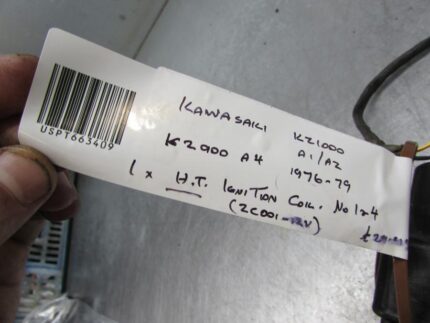 USPT663409
KAWASAKI KZ1000
KZ900 A4 A1/A2
1976-79
1 x H.T. IGNITION COIL. No 1+4
(ZC001-12V)